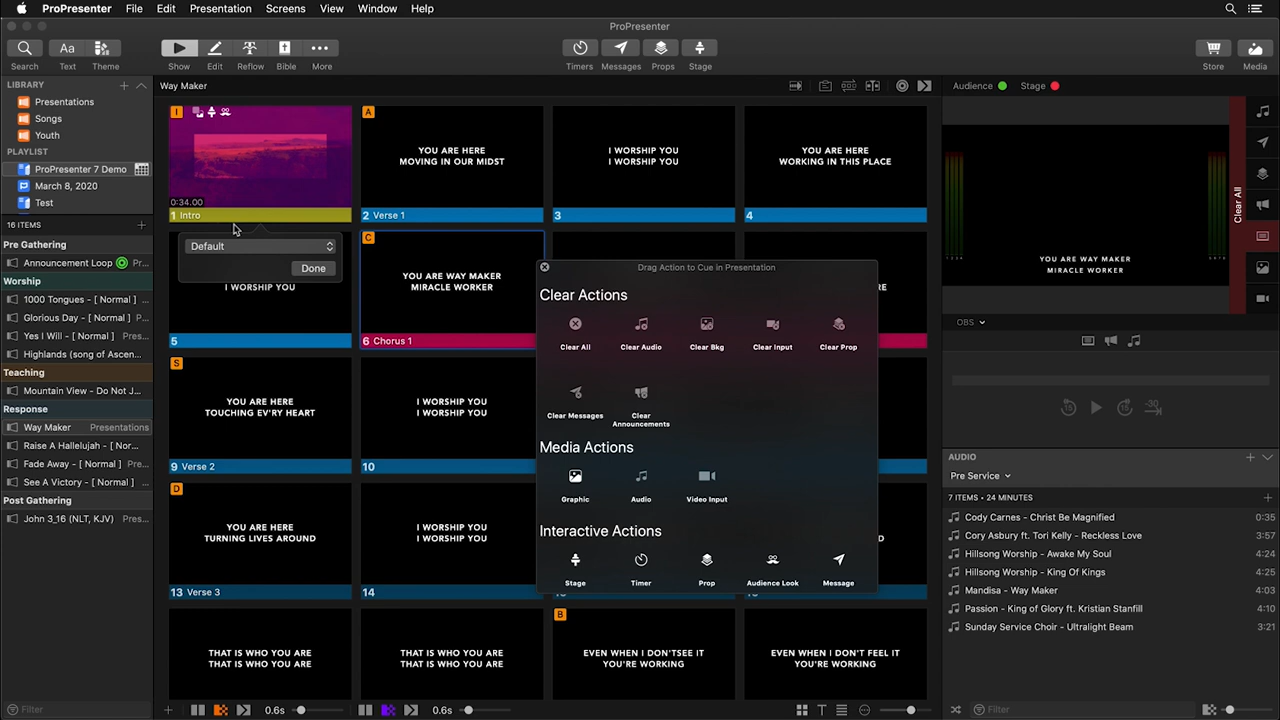 ProPresenter File Edit Presentation Screens View Window Help
ProPresenter
Search Text Theme Show Edit Reflow Bible More Timers Messages Props Stage Store Media
LIBRARY
Presentations
Songs
Youth
PLAYLIST
ProPresenter 7 Demo
March 8, 2020
Test
16 ITEMS
Pre Gathering
Announcement Loop Pr...
Worship
1000 Tongues - [ Normal ] ...
Glorious Day - [ Normal ] ...
Yes I Will - [ Normal ] Pre...
Highlands (song of Ascen...
Teaching
Mountain View - Do Not J...
Response
Way Maker Presentations
Raise A Hallelujah - [ Nor...
Fade Away - [ Normal ] Pre...
See A Victory - [ Normal ] ...
Post Gathering
John 3_16 (NLT, KJV) Pres...
Filter
Way Maker
I
0:34.00
1 Intro
A
YOU ARE HERE
MOVING IN OUR MIDST
2 Verse 1
I WORSHIP YOU
I WORSHIP YOU
3
YOU ARE HERE
WORKING IN THIS PLACE
4
Default
Done
I WORSHIP YOU
5
C
YOU ARE WAY MAKER
MIRACLE WORKER
6 Chorus 1
S
YOU ARE HERE
TOUCHING EV'RY HEART
9 Verse 2
I WORSHIP YOU
I WORSHIP YOU
10
D
YOU ARE HERE
TURNING LIVES AROUND
13 Verse 3
I WORSHIP YOU
I WORSHIP YOU
14
THAT IS WHO YOU ARE
THAT IS WHO YOU ARE
THAT IS WHO YOU ARE
THAT IS WHO YOU ARE
B
EVEN WHEN I DON'TSEE IT
YOU'RE WORKING
EVEN WHEN I DON'T FEEL IT
YOU'RE WORKING
0.6s
0.6s
Drag Action to Cue in Presentation
Clear Actions
Clear All Clear Audio Clear Bkg Clear Input Clear Prop
Clear Messages Clear
Announcements
Media Actions
Graphic Audio Video Input
Interactive Actions
Stage Timer Prop Audience Look Message
Audience Stage
YOU ARE WAY MAKER
MIRACLE WORKER
Clear All
OBS
15 15 -30
AUDIO
Pre Service
7 ITEMS • 24 MINUTES
Cody Carnes - Christ Be Magnified 0:35
Cory Asbury ft. Tori Kelly - Reckless Love 3:57
Hillsong Worship - Awake My Soul 4:24
Hillsong Worship - King Of Kings 4:25
Mandisa - Way Maker 4:03
Passion - King of Glory ft. Kristian Stanfill 4:10
Sunday Service Choir - Ultralight Beam 3:21
Filter